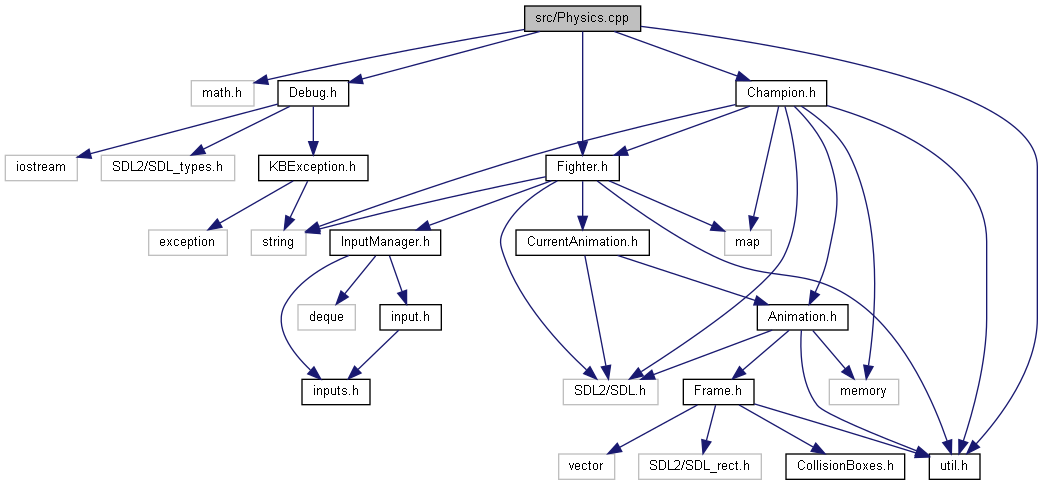 src/Physics.cpp
math.h
Debug.h
Champion.h
iostream
SDL2/SDL_types.h
KBException.h
Fighter.h
exception
string
InputManager.h
CurrentAnimation.h
map
deque
input.h
Animation.h
inputs.h
SDL2/SDL.h
Frame.h
memory
vector
SDL2/SDL_rect.h
CollisionBoxes.h
util.h